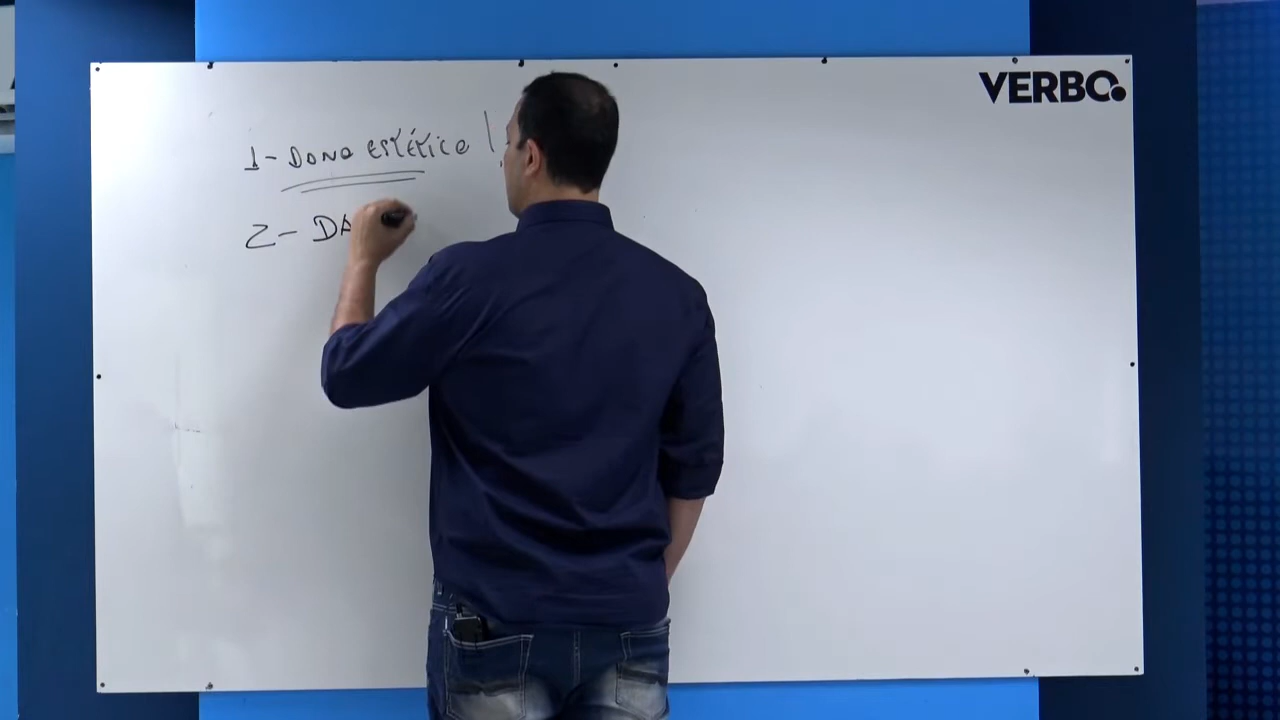 VERBO.
1- DANO ESTÉTICO !
2- DA